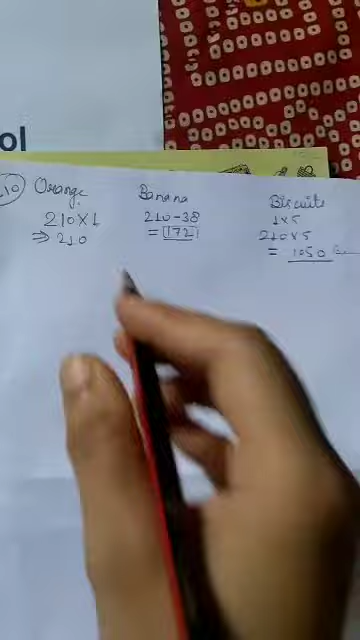 ol
10 Orange
210×1
⇒ 210
Banana
210-38
= 172
Biscuits
1×5
210×5
= 1050